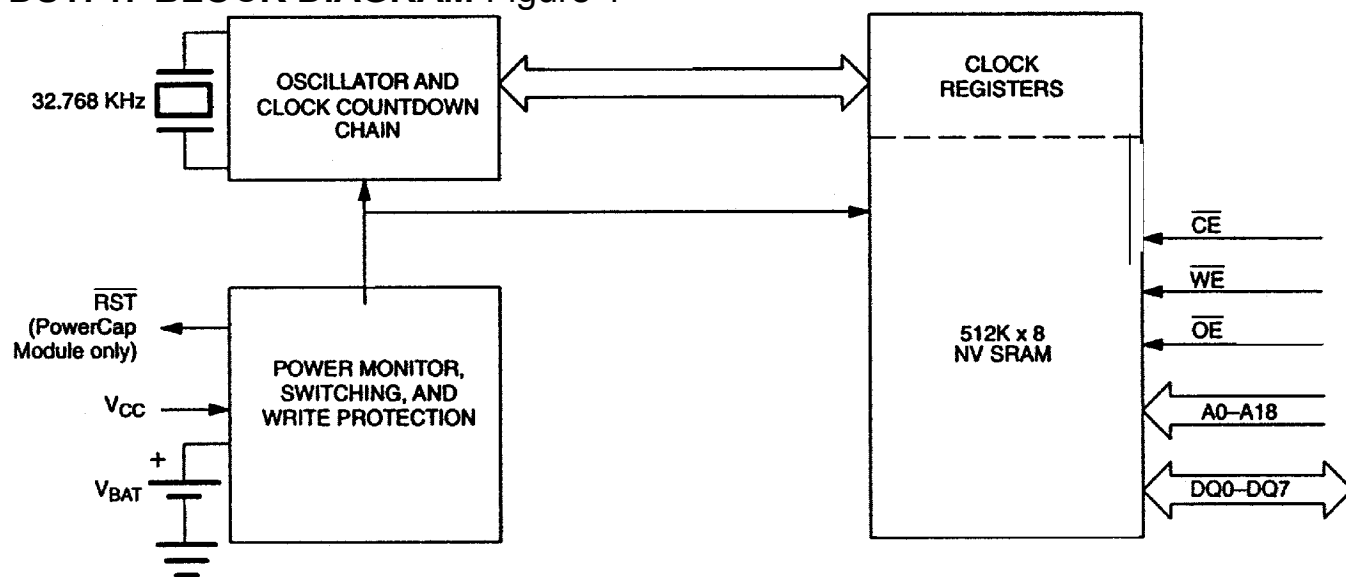 OSCILLATOR AND
CLOCK COUNTDOWN
CHAIN
32.768 KHz
CLOCK
REGISTERS
CE
WE
OE
RST
(PowerCap
Module only)
POWER MONITOR,
SWITCHING, AND
WRITE PROTECTION
512K x 8
NV SRAM
VCC
A0–A18
+
VBAT
DQ0–DQ7